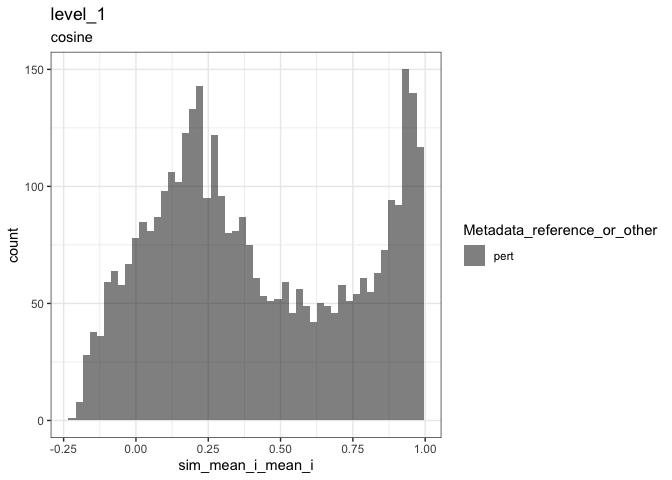 level_1
cosine
150
100
50
0
count
-0.25
0.00
0.25
0.50
0.75
1.00
sim_mean_i_mean_i
Metadata_reference_or_other
pert